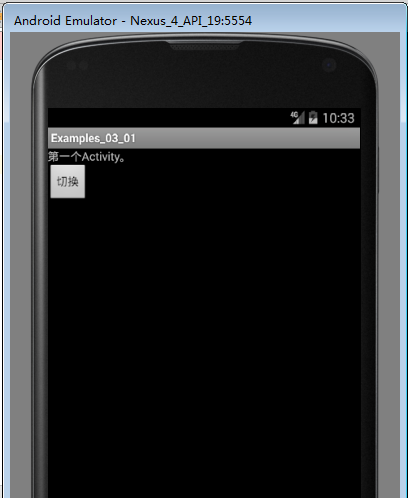 Android Emulator - Nexus_4_API_19:5554
4G 10:33
Examples_03_01
第一个Activity。
切换